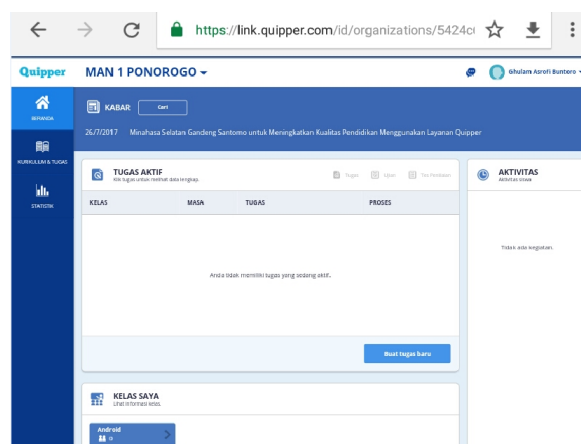 https://link.quipper.com/id/organizations/5424c
Quipper
MAN 1 PONOROGO
Ghulam Asrofi Buntoro
BERANDA
KURIKULUM & TUGAS
STATISTIK
KABAR
Cari
26/7/2017 Minahasa Selatan Gandeng Santomo untuk Meningkatkan Kualitas Pendidikan Menggunakan Layanan Quipper
TUGAS AKTIF
Klik tugas untuk melihat data lengkap.
Tugas
Ujian
Tes Penilaian
KELAS MASA TUGAS PROSES
Anda tidak memiliki tugas yang sedang aktif.
Buat tugas baru
AKTIVITAS
Aktivitas siswa
Tidak ada kegiatan.
KELAS SAYA
Lihat informasi kelas.
Android
0